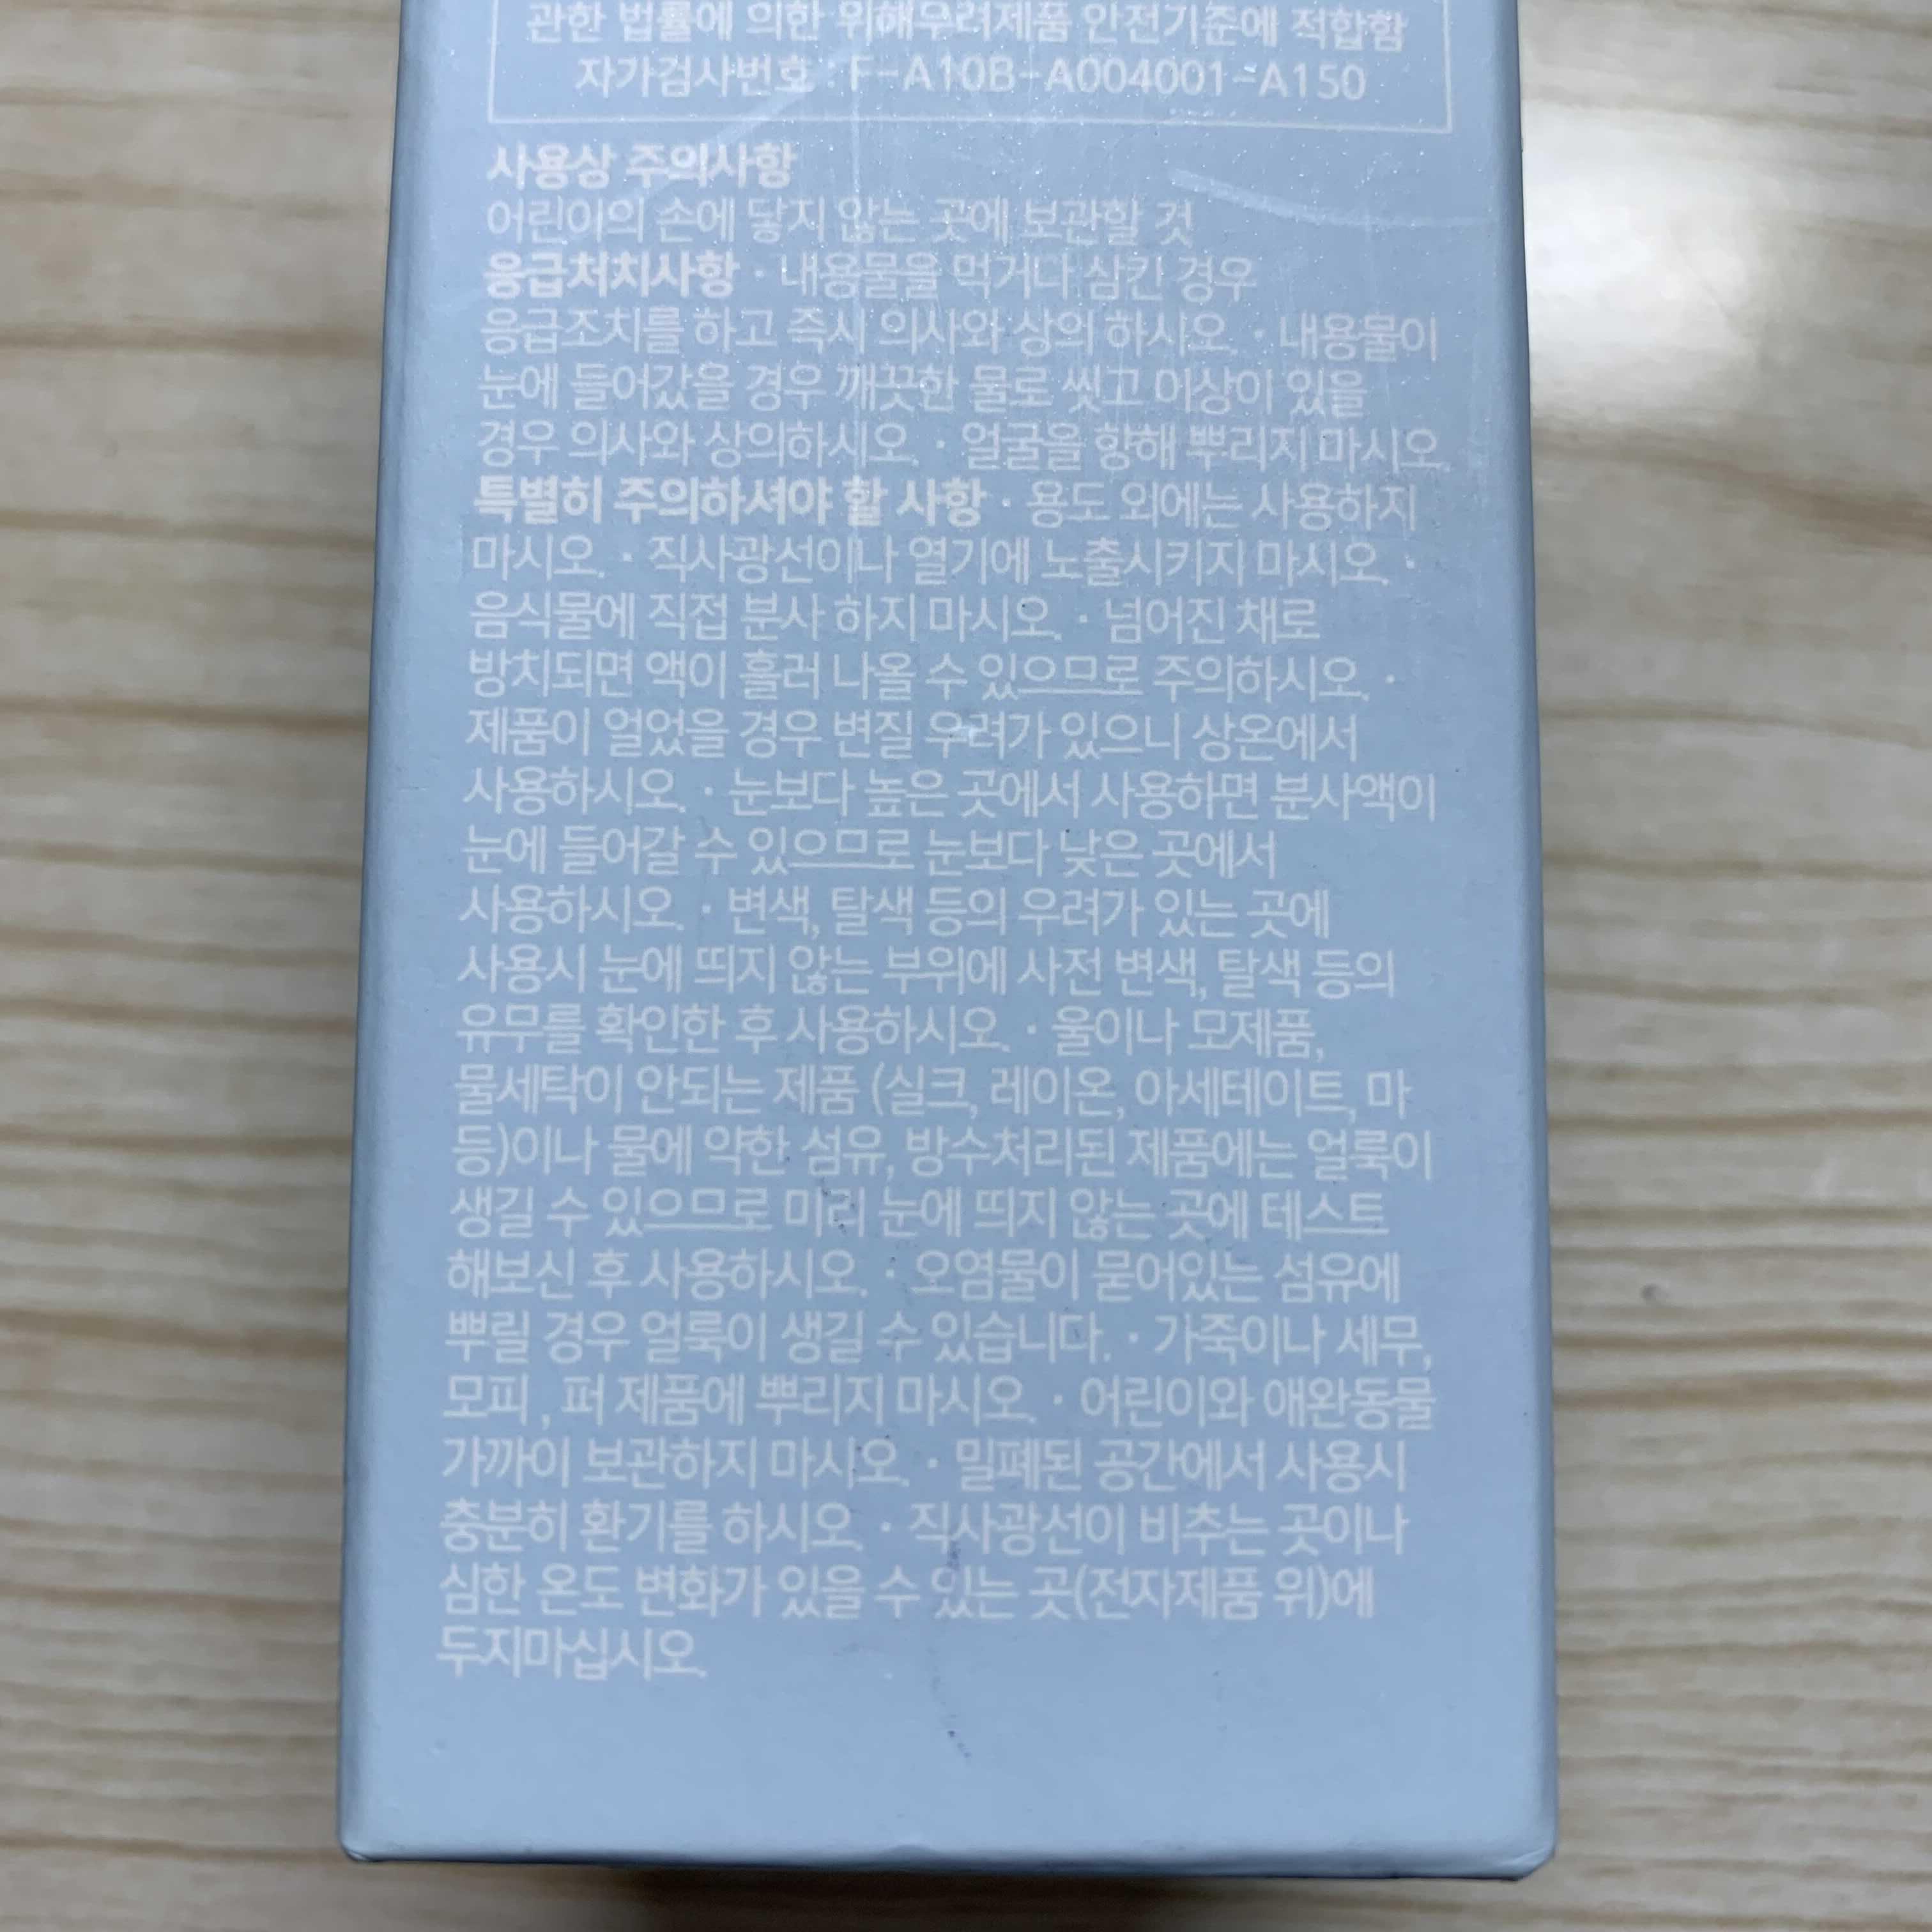 관한 법률에 의한 위해우려제품 안전기준에 적합함
자가검사번호 : F-A10B-A004001-A150
사용상 주의사항
어린이의 손에 닿지 않는 곳에 보관할 것
응급처치사항 · 내용물을 먹거나 삼킨 경우
응급조치를 하고 즉시 의사와 상의 하시오. · 내용물이
눈에 들어갔을 경우 깨끗한 물로 씻고 이상이 있을
경우 의사와 상의하시오. · 얼굴을 향해 뿌리지 마시오.
특별히 주의하셔야 할 사항 · 용도 외에는 사용하지
마시오. · 직사광선이나 열기에 노출시키지 마시오. ·
음식물에 직접 분사 하지 마시오. · 넘어진 채로
방치되면 액이 흘러 나올 수 있으므로 주의하시오. ·
제품이 얼었을 경우 변질 우려가 있으니 상온에서
사용하시오. · 눈보다 높은 곳에서 사용하면 분사액이
눈에 들어갈 수 있으므로 눈보다 낮은 곳에서
사용하시오. · 변색, 탈색 등의 우려가 있는 곳에
사용시 눈에 띄지 않는 부위에 사전 변색, 탈색 등의
유무를 확인한 후 사용하시오. · 울이나 모제품,
물세탁이 안되는 제품 (실크, 레이온, 아세테이트, 마
등)이나 물에 약한 섬유, 방수처리된 제품에는 얼룩이
생길 수 있으므로 미리 눈에 띄지 않는 곳에 테스트
해보신 후 사용하시오. · 오염물이 묻어있는 섬유에
뿌릴 경우 얼룩이 생길 수 있습니다. · 가죽이나 세무,
모피 , 퍼 제품에 뿌리지 마시오. · 어린이와 애완동물
가까이 보관하지 마시오. · 밀폐된 공간에서 사용시
충분히 환기를 하시오. · 직사광선이 비추는 곳이나
심한 온도 변화가 있을 수 있는 곳(전자제품 위)에
두지마십시오.